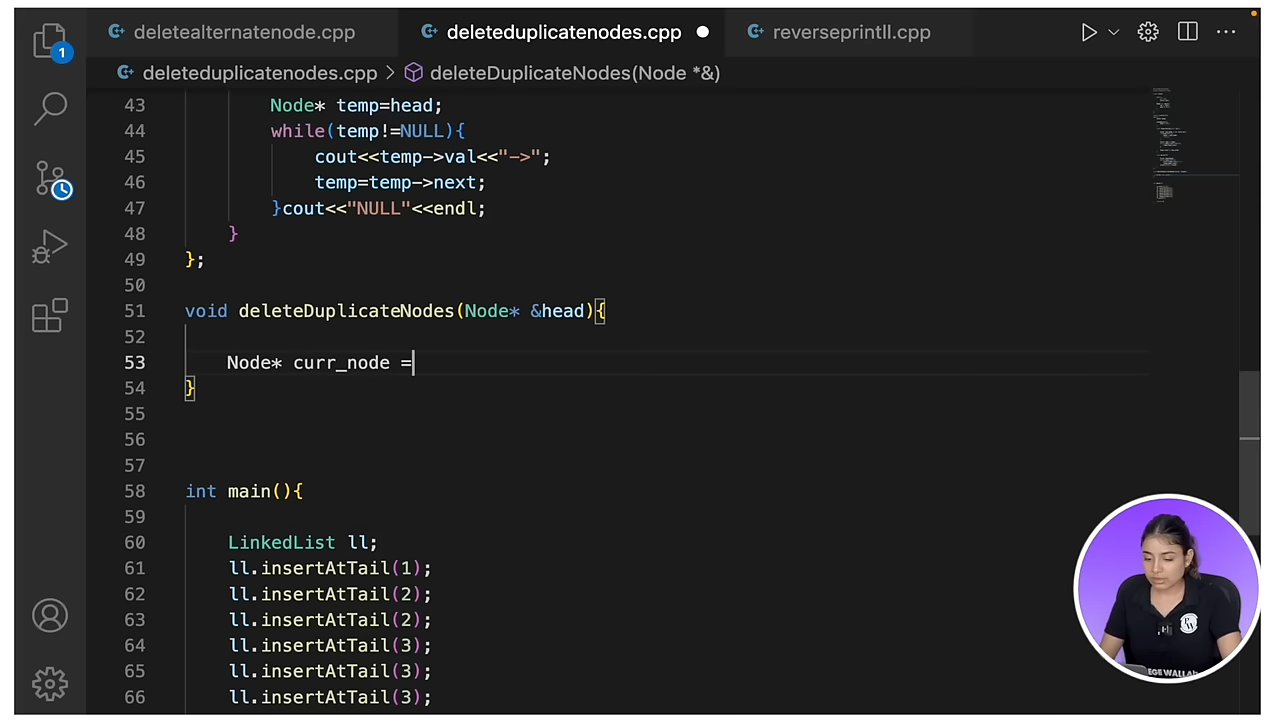 deletealternatenode.cpp
deleteduplicatenodes.cpp
reverseprintll.cpp
1
deleteduplicatenodes.cpp > deleteDuplicateNodes(Node *&)
43 Node* temp=head;
44 while(temp!=NULL){
45 cout<<temp->val<<"->";
46 temp=temp->next;
47 }cout<<"NULL"<<endl;
48 }
49 };
50
51 void deleteDuplicateNodes(Node* &head){
52
53 Node* curr_node =
54 }
55
56
57
58 int main(){
59
60 LinkedList ll;
61 ll.insertAtTail(1);
62 ll.insertAtTail(2);
63 ll.insertAtTail(2);
64 ll.insertAtTail(3);
65 ll.insertAtTail(3);
66 ll.insertAtTail(3);
PW
EGE WALLA